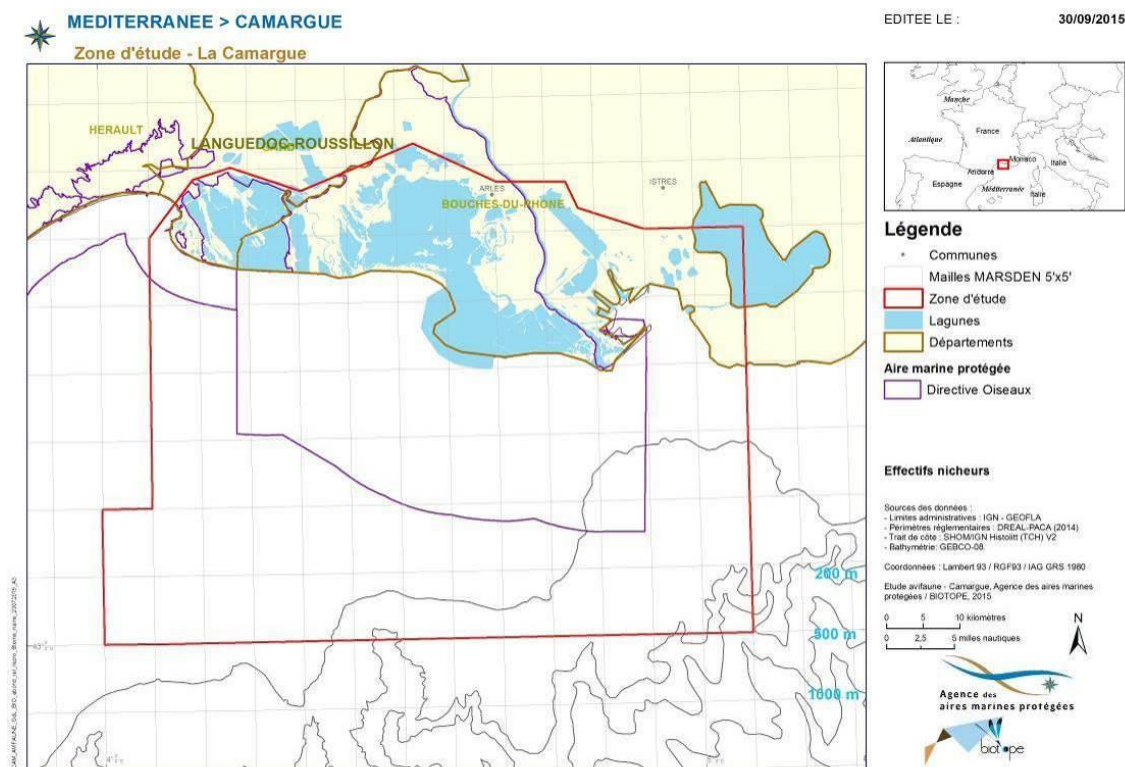 MEDITERRANEE > CAMARGUE
Zone d'étude - La Camargue
EDITEE LE : 30/09/2015
HERAULT
LANGUEDOC-ROUSSILLON
ARLES
BOUCHES-DU-RHONE
ISTRES
200 m
500 m
1000 m
Manche
Atlantique
France
Monaco
Italie
Andorre
Espagne
Méditerranée
Italie
Légende
Communes
Mailles MARSDEN 5'x5'
Zone d'étude
Lagunes
Départements
Aire marine protégée
Directive Oiseaux
Effectifs nicheurs
Sources des données :
- Limites administratives : IGN - GEOFLA
- Périmètres réglementaires : DREAL-PACA (2014)
- Trait de côte : SHOM/IGN Histolitt (TCH) V2
- Bathymétrie: GEBCO-08
Coordonnées : Lambert 93 / RGF93 / IAG GRS 1980
Etude avifaune - Camargue, Agence des aires marines
protégées / BIOTOPE, 2015
0 5 10 kilomètres
0 2,5 5 milles nautiques
N
Agence des
aires marines protégées
biotope